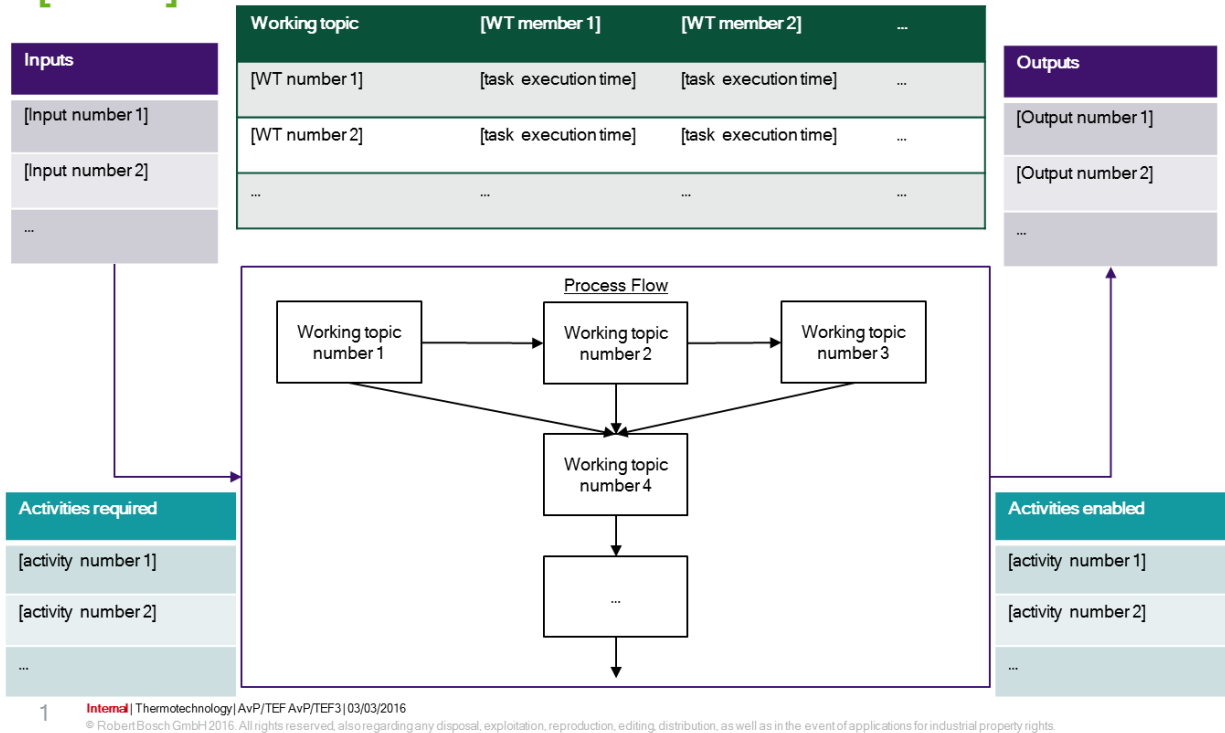 Working topic [WT member 1] [WT member 2] ...
[WT number 1] [task execution time] [task execution time] ...
[WT number 2] [task execution time] [task execution time] ...
... ... ... ...
Inputs
[Input number 1]
[Input number 2]
...
Outputs
[Output number 1]
[Output number 2]
...
Process Flow
Working topic
number 1
Working topic
number 2
Working topic
number 3
Working topic
number 4
...
Activities required
[activity number 1]
[activity number 2]
...
Activities enabled
[activity number 1]
[activity number 2]
...
1
Internal | Thermotechnology | AvP/TEF AvP/TEF3 | 03/03/2016
© Robert Bosch GmbH 2016. All rights reserved, also regarding any disposal, exploitation, reproduction, editing, distribution, as well as in the event of applications for industrial property rights.